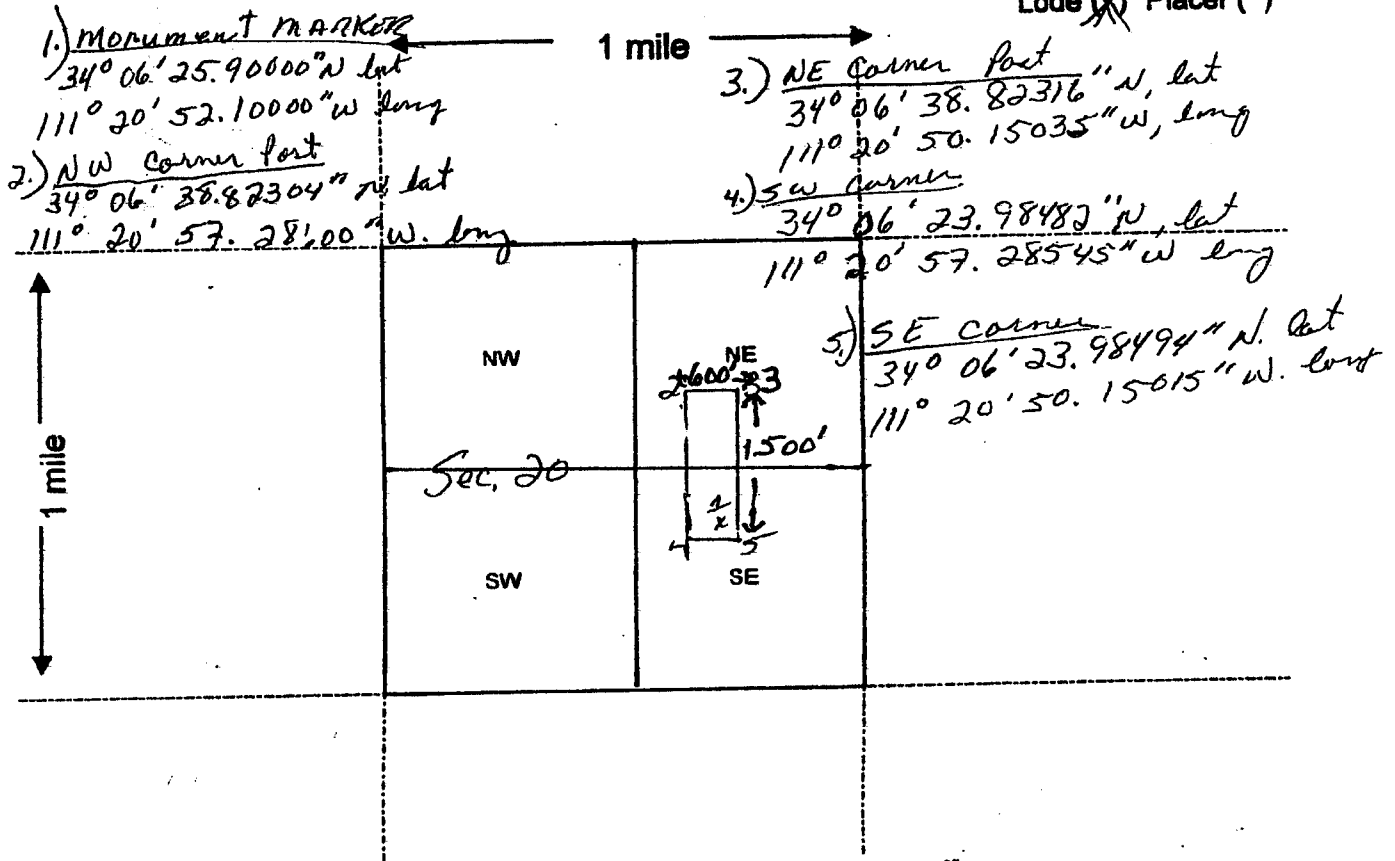 Lode (X) Placer ( )
1 mile
1.) Monument MARKER
34° 06' 25.90000" N lat
111° 20' 52.10000" W long
2.) NW Corner Post
34° 06' 38.82304" N lat
111° 20' 57.28100" W. long
3.) NE Corner Post
34° 06' 38.82316" N, lat
111° 20' 50.15035" W, long
4.) SW Corner
34° 06' 23.98482" N, lat
111° 20' 57.28545" W long
5.) SE Corner
34° 06' 23.98494" N. lat
111° 20' 50.15015" W. long
NW
NE
2 600' 3
1500'
1 mile
Sec. 20
1
x
4 5
SW
SE